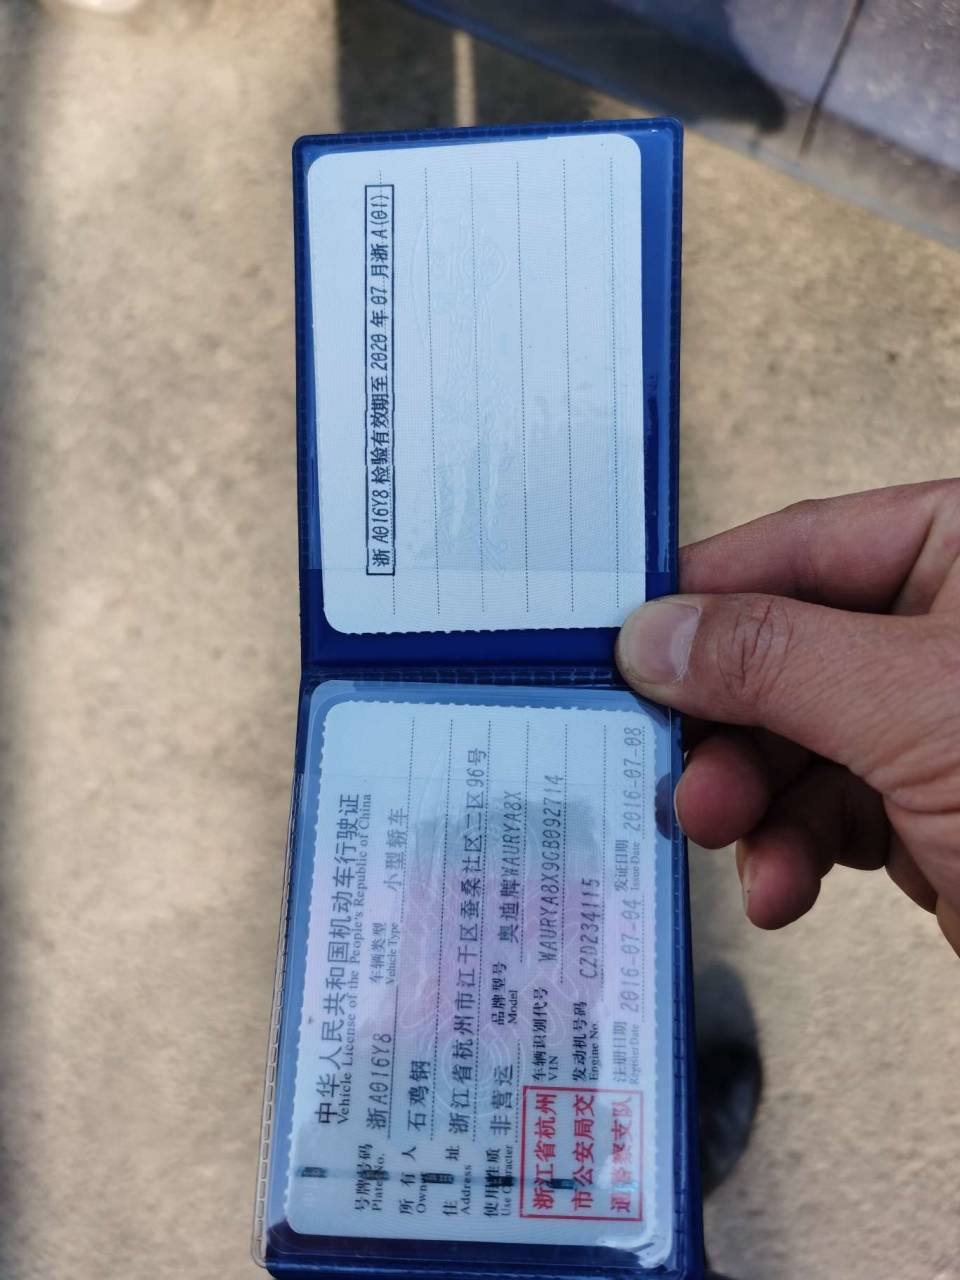 浙A016Y8检验有效期至2020年07月浙A(01)
中华人民共和国机动车行驶证
Vehicle License of the People's Republic of China
号牌号码 浙A016Y8 车辆类型 小型轿车
Plate No. Vehicle Type
所有人 石鸡钢
Owner
住址 浙江省杭州市江干区蚕桑社区二区96号
Address
使用性质 非营运 品牌型号 奥迪牌WAURYA8X
Use Character Model
浙江省杭州
市公安局交
通警察支队
车辆识别代号 WAURYA8X9GB092714
VIN
发动机号码 CZD234115
Engine No.
注册日期 2016-07-04 发证日期 2016-07-08
Register Date Issue Date